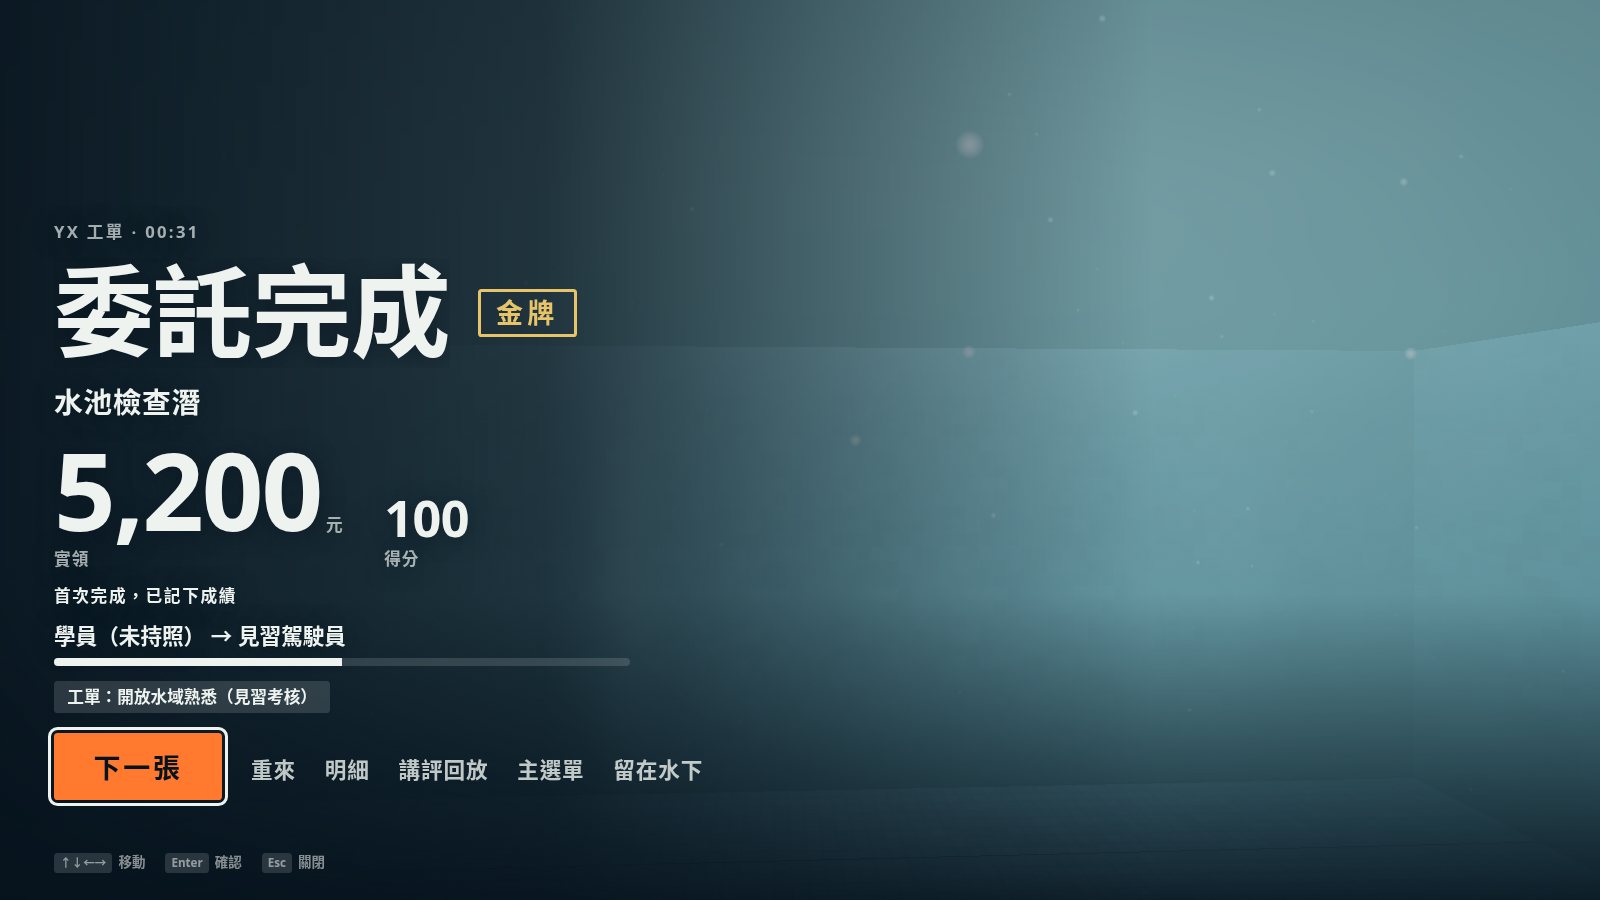 YX 工單 · 00:31
委託完成 金牌
水池檢查潛
5,200 元 100
實領 得分
首次完成，已記下成績
學員（未持照） → 見習駕駛員
工單：開放水域熟悉（見習考核）
下一張 重來 明細 講評回放 主選單 留在水下
↑↓←→ 移動 Enter 確認 Esc 關閉